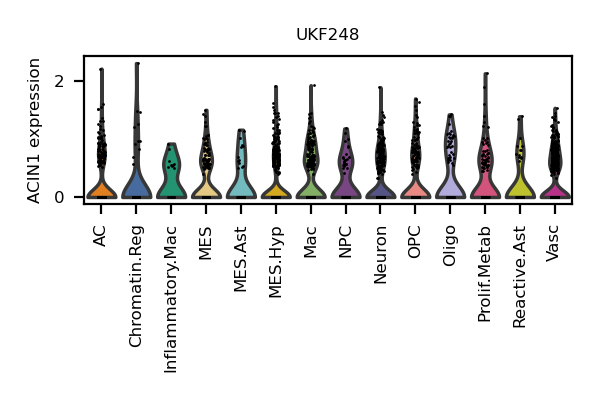 UKF248
ACIN1 expression
2
0
AC
Chromatin.Reg
Inflammatory.Mac
MES
MES.Ast
MES.Hyp
Mac
NPC
Neuron
OPC
Oligo
Prolif.Metab
Reactive.Ast
Vasc